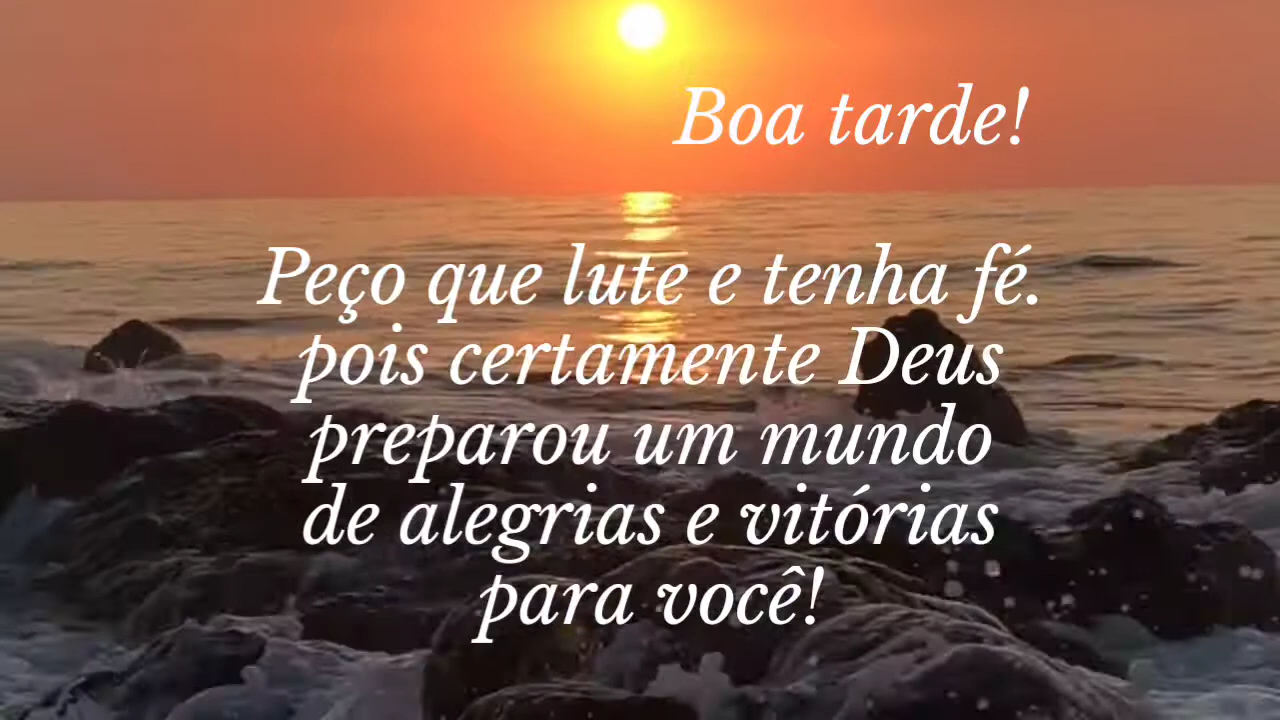 Boa tarde!
Peço que lute e tenha fé.
pois certamente Deus
preparou um mundo
de alegrias e vitórias
para você!